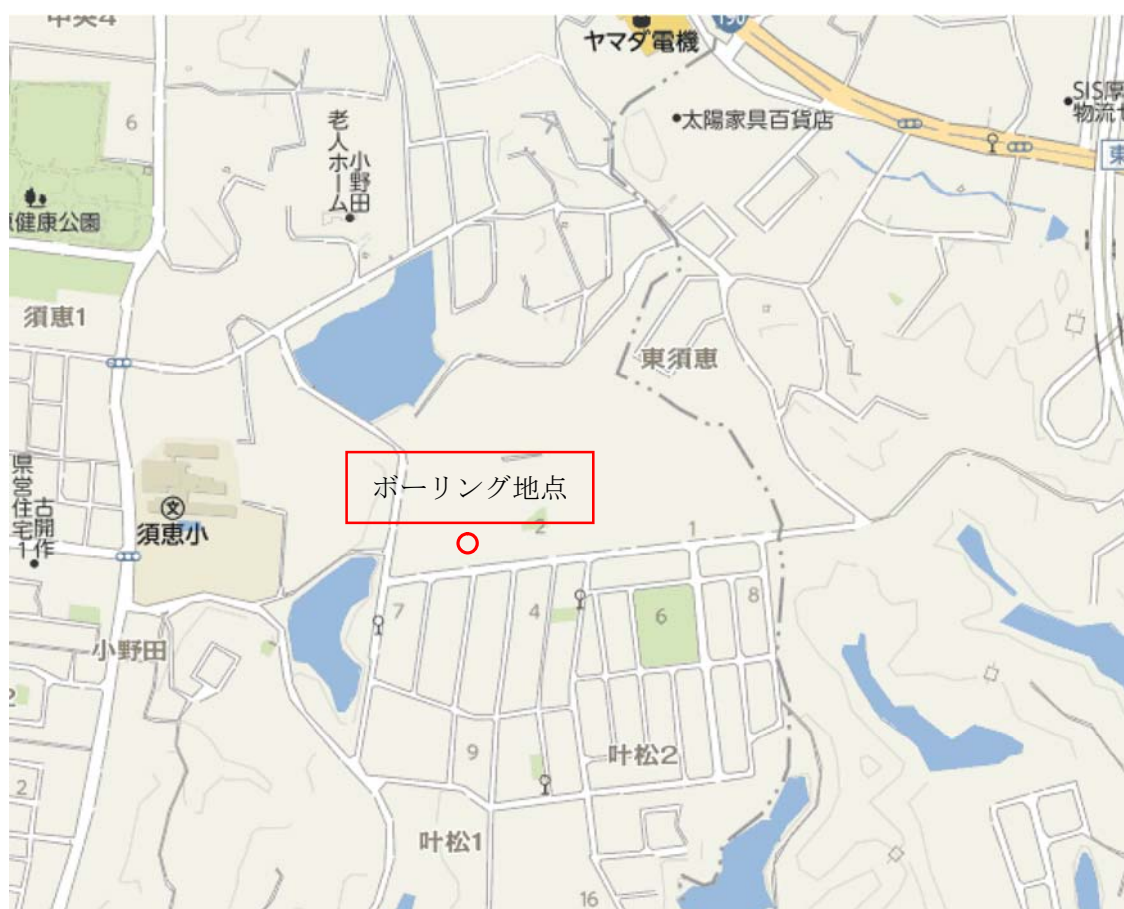 中央4
190
ヤマダ電機
SIS厚
物流セ
太陽家具百貨店
東
6
老人ホーム
小野田
健康公園
須恵1
東須恵
ボーリング地点
県営住宅1
古開作
文
須恵小
2
1
7
4
6
8
小野田
2
9
叶松2
2
叶松1
16